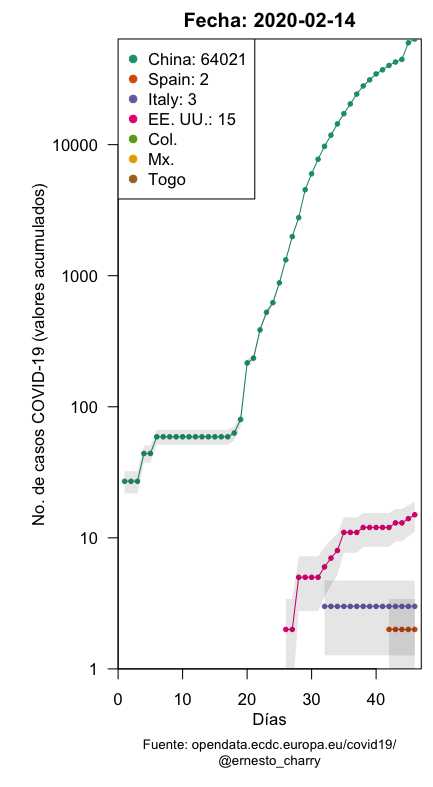 Fecha: 2020-02-14
China: 64021
Spain: 2
Italy: 3
EE. UU.: 15
Col.
Mx.
Togo
No. de casos COVID-19 (valores acumulados)
10000
1000
100
10
1
0 10 20 30 40
Días
Fuente: opendata.ecdc.europa.eu/covid19/
@ernesto_charry